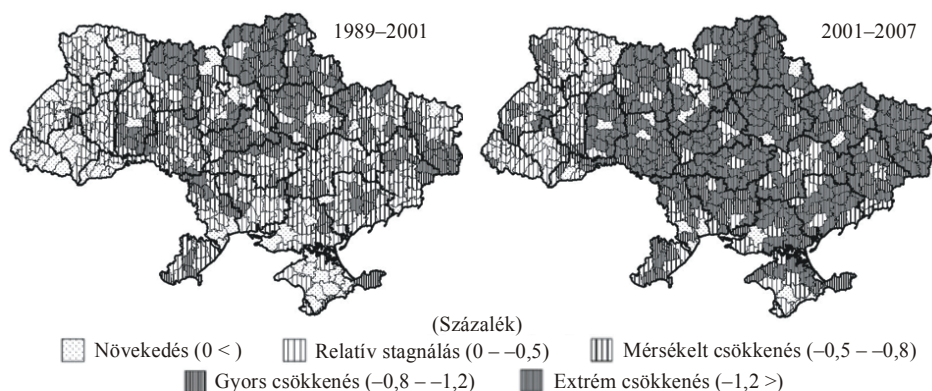 1989–2001
2001–2007
(Százalék)
Növekedés (0 < ) Relatív stagnálás (0 – –0,5) Mérsékelt csökkenés (–0,5 – –0,8)
Gyors csökkenés (–0,8 – –1,2) Extrém csökkenés (–1,2 >)